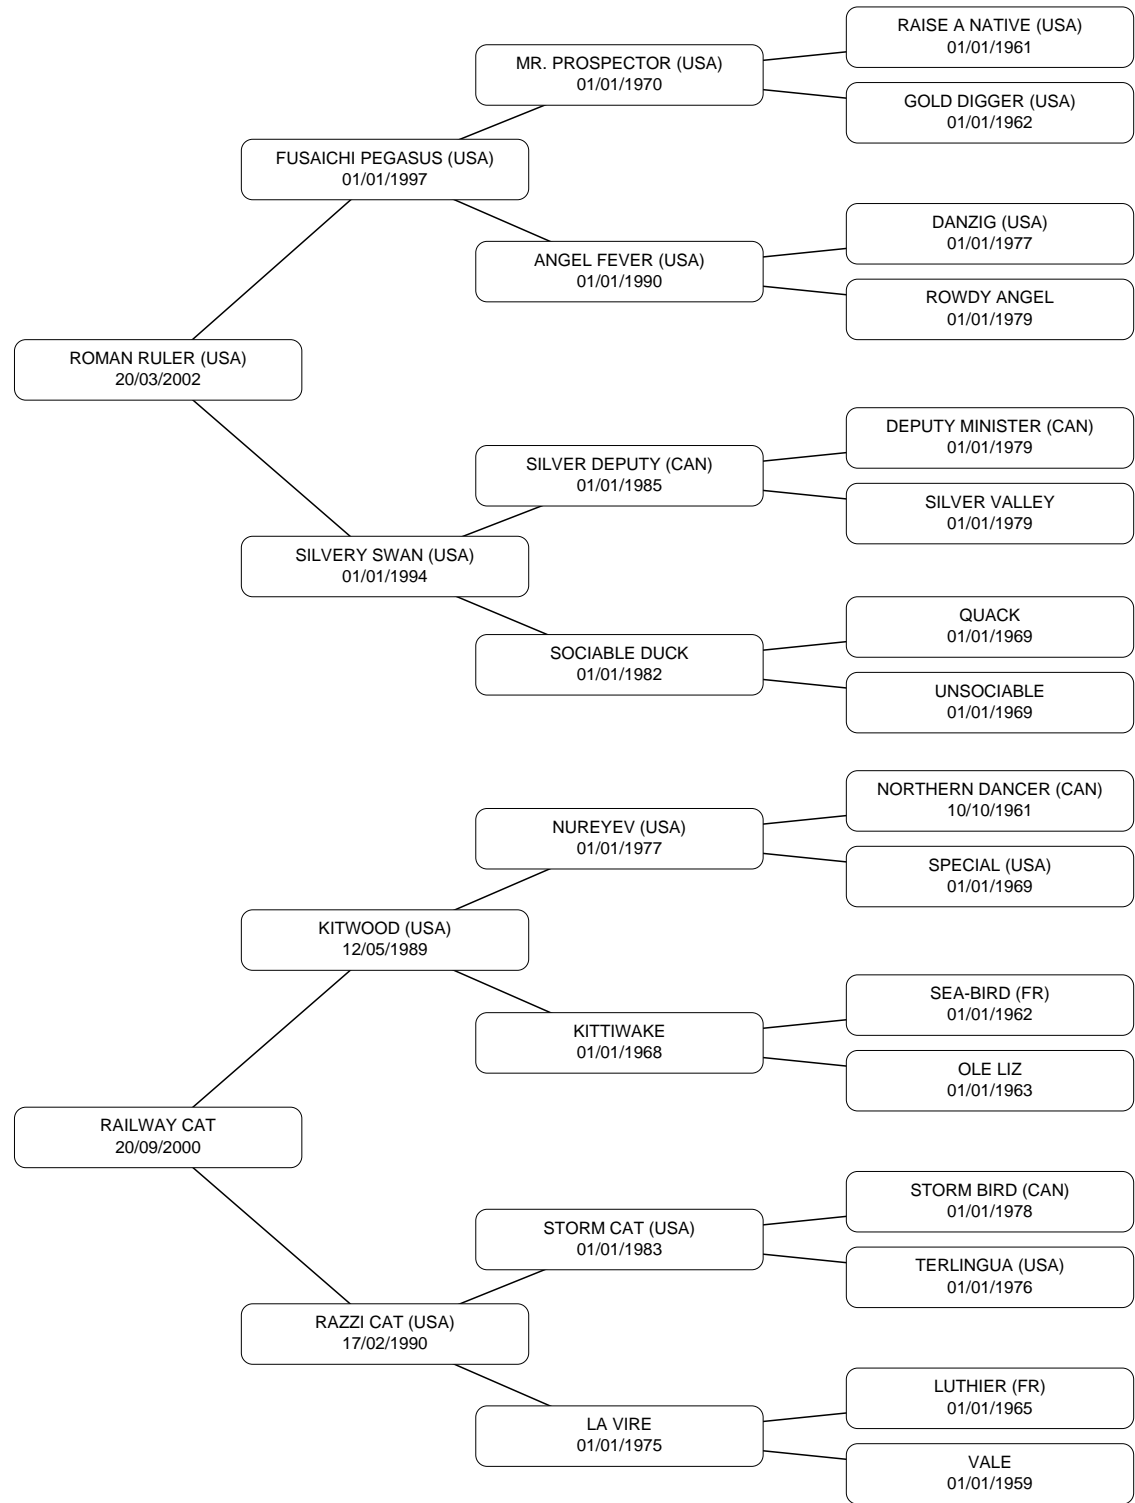 RAISE A NATIVE (USA)
01/01/1961
MR. PROSPECTOR (USA)
01/01/1970
GOLD DIGGER (USA)
01/01/1962
FUSAICHI PEGASUS (USA)
01/01/1997
DANZIG (USA)
01/01/1977
ANGEL FEVER (USA)
01/01/1990
ROWDY ANGEL
01/01/1979
ROMAN RULER (USA)
20/03/2002
DEPUTY MINISTER (CAN)
01/01/1979
SILVER DEPUTY (CAN)
01/01/1985
SILVER VALLEY
01/01/1979
SILVERY SWAN (USA)
01/01/1994
QUACK
01/01/1969
SOCIABLE DUCK
01/01/1982
UNSOCIABLE
01/01/1969
NORTHERN DANCER (CAN)
10/10/1961
NUREYEV (USA)
01/01/1977
SPECIAL (USA)
01/01/1969
KITWOOD (USA)
12/05/1989
SEA-BIRD (FR)
01/01/1962
KITTIWAKE
01/01/1968
OLE LIZ
01/01/1963
RAILWAY CAT
20/09/2000
STORM BIRD (CAN)
01/01/1978
STORM CAT (USA)
01/01/1983
TERLINGUA (USA)
01/01/1976
RAZZI CAT (USA)
17/02/1990
LUTHIER (FR)
01/01/1965
LA VIRE
01/01/1975
VALE
01/01/1959